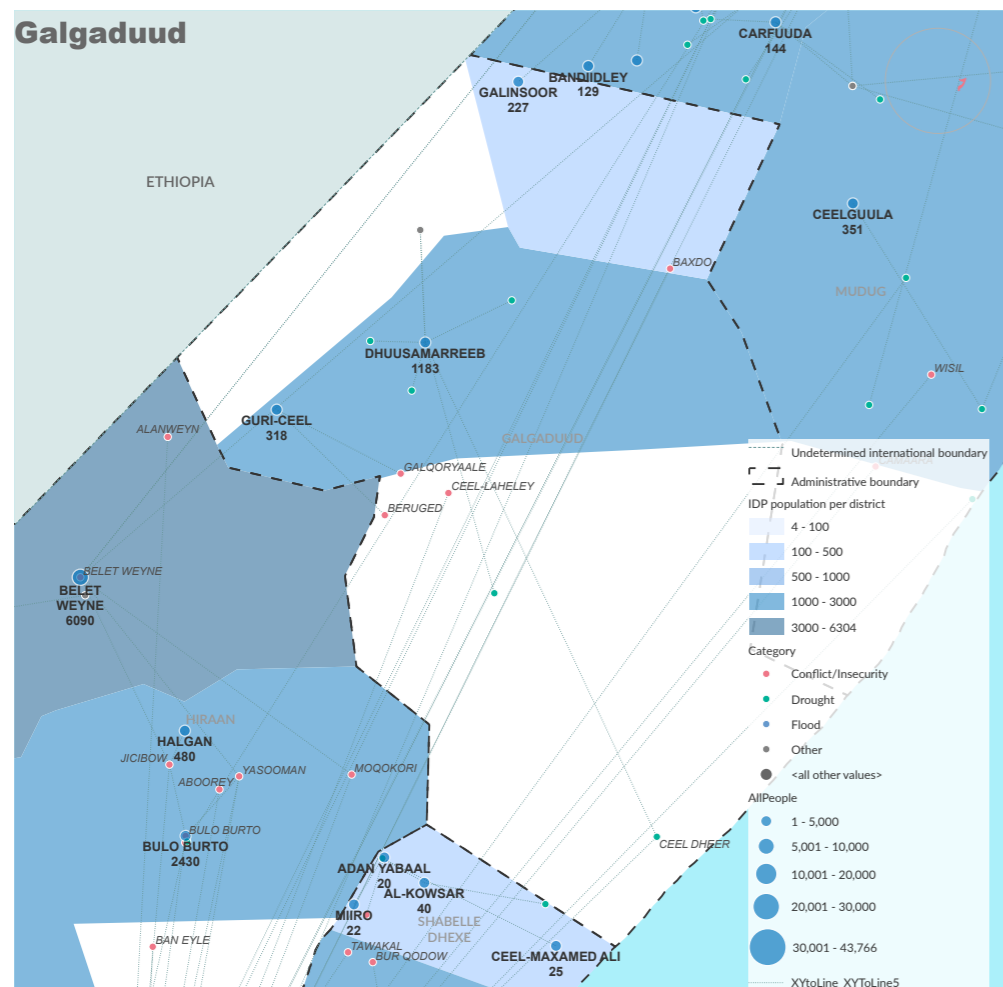 Galgaduud
CARFUUDA
144
BANDIIDLEY
129
GALINSOOR
227
ETHIOPIA
CEELGUULA
351
BAXDO
MUDUG
DHUUSAMARREEB
1183
WISIL
GURI-CEEL
318
ALANWEYN
GALGADUUD
GALQORYAALE
CEEL-LAHELEY
BERUGED
BELET WEYNE
BELET
WEYNE
6090
HIRAAN
HALGAN
480
JICIBOW
YASOOMAN
ABOOREY
MOQOKORI
BULO BURTO
BULO BURTO
2430
CEEL DHEER
ADAN YABAAL
20
AL-KOWSAR
40
MIIRO
22
SHABELLE
DHEXE
BAN EYLE
TAWAKAL
BUR QODOW
CEEL-MAXAMED ALI
25
Undetermined international boundary
Administrative boundary
IDP population per district
4 - 100
100 - 500
500 - 1000
1000 - 3000
3000 - 6304
Category
Conflict/Insecurity
Drought
Flood
Other
<all other values>
AllPeople
1 - 5,000
5,001 - 10,000
10,001 - 20,000
20,001 - 30,000
30,001 - 43,766
XYtoLine_XYToLine5